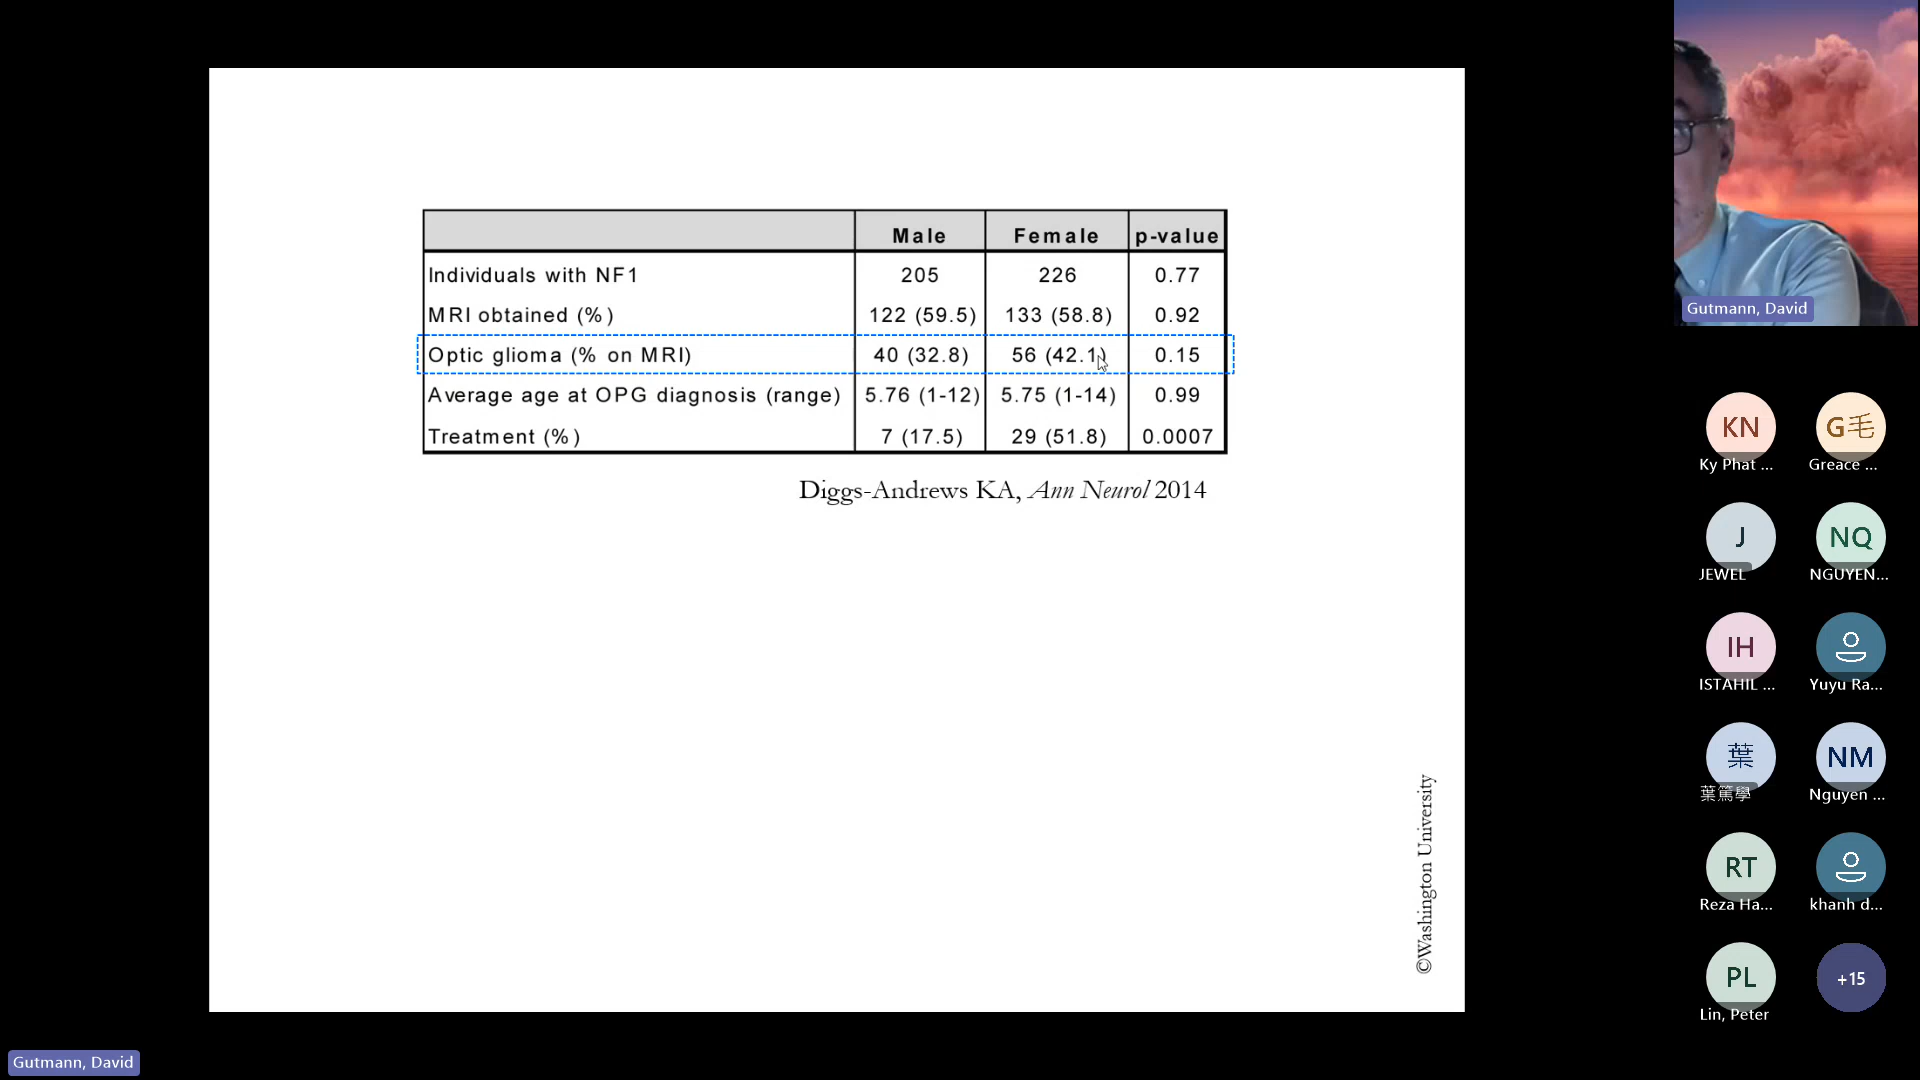 Male Female p-value
Individuals with NF1 205 226 0.77
MRI obtained (%) 122 (59.5) 133 (58.8) 0.92
Optic glioma (% on MRI) 40 (32.8) 56 (42.1) 0.15
Average age at OPG diagnosis (range) 5.76 (1-12) 5.75 (1-14) 0.99
Treatment (%) 7 (17.5) 29 (51.8) 0.0007
Diggs-Andrews KA, Ann Neurol 2014
©Washington University
Gutmann, David
KN G毛
Ky Phat ... Greace ...
J NQ
JEWEL NGUYEN...
IH
ISTAHIL ... Yuyu Ra...
葉 NM
葉篤學 Nguyen ...
RT
Reza Ha... khanh d...
PL +15
Lin, Peter
Gutmann, David